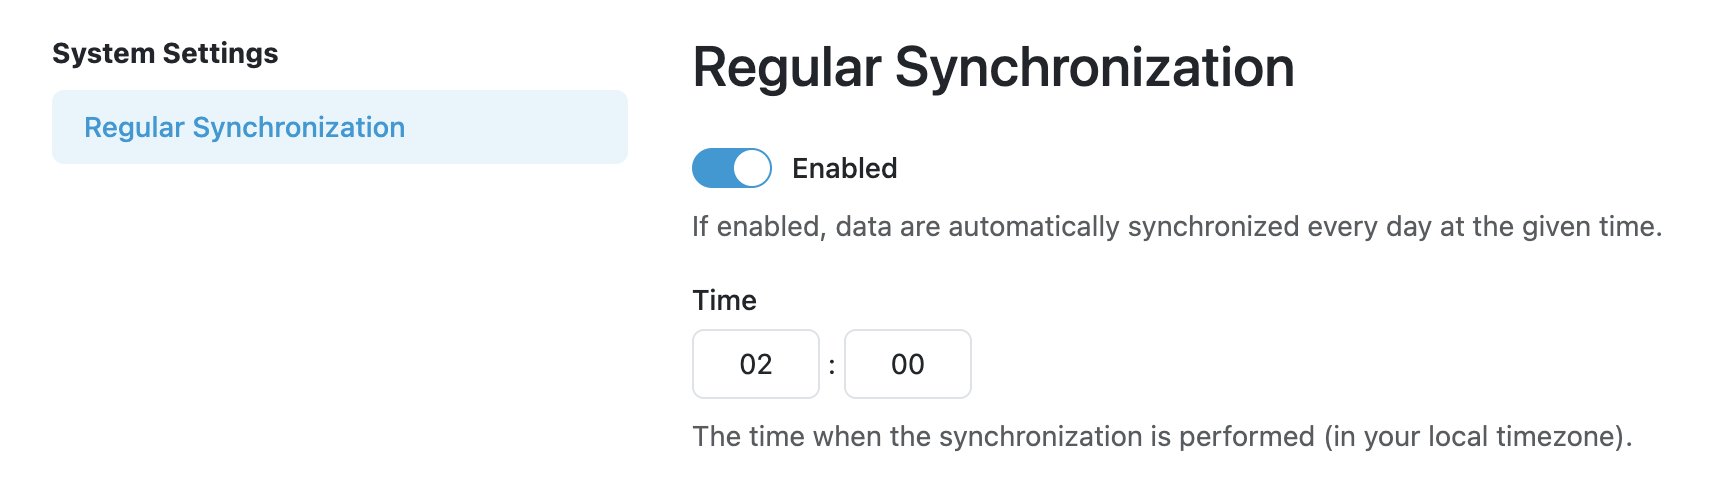 System Settings
Regular Synchronization
Regular Synchronization
Enabled
If enabled, data are automatically synchronized every day at the given time.
Time
02 : 00
The time when the synchronization is performed (in your local timezone).